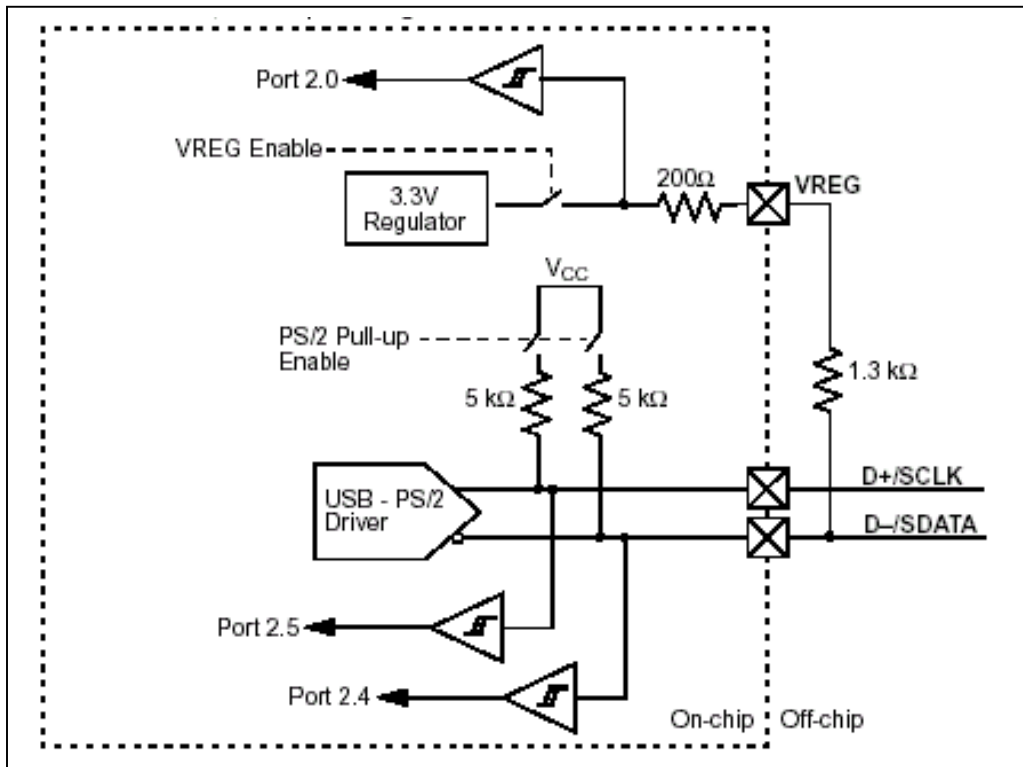 Port 2.0
VREG Enable
200Ω
VREG
3.3V
Regulator
VCC
PS/2 Pull-up
Enable
5 kΩ
5 kΩ
1.3 kΩ
D+/SCLK
USB - PS/2
Driver
D–/SDATA
Port 2.5
Port 2.4
On-chip
Off-chip